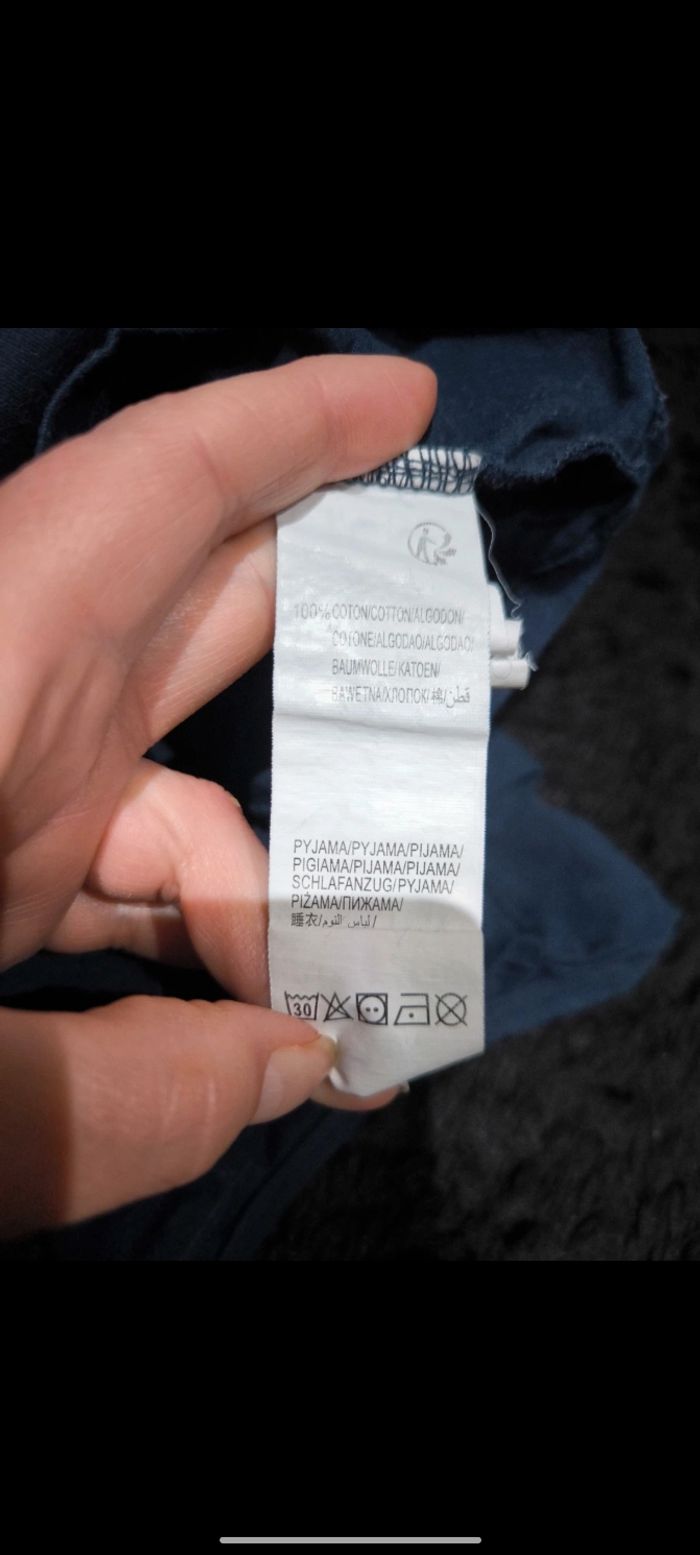 100% COTON/COTTON/ALGODON/
COTONE/ALGODAO/ALGODAO/
BAUMWOLLE/KATOEN/
BAWEŁNA/ХЛОПОК/棉/قطن
PYJAMA/PYJAMA/PIJAMA/
PIGIAMA/PIJAMA/PIJAMA/
SCHLAFANZUG/PYJAMA/
PIŻAMA/ПИЖАМА/
睡衣/لباس النوم/
30